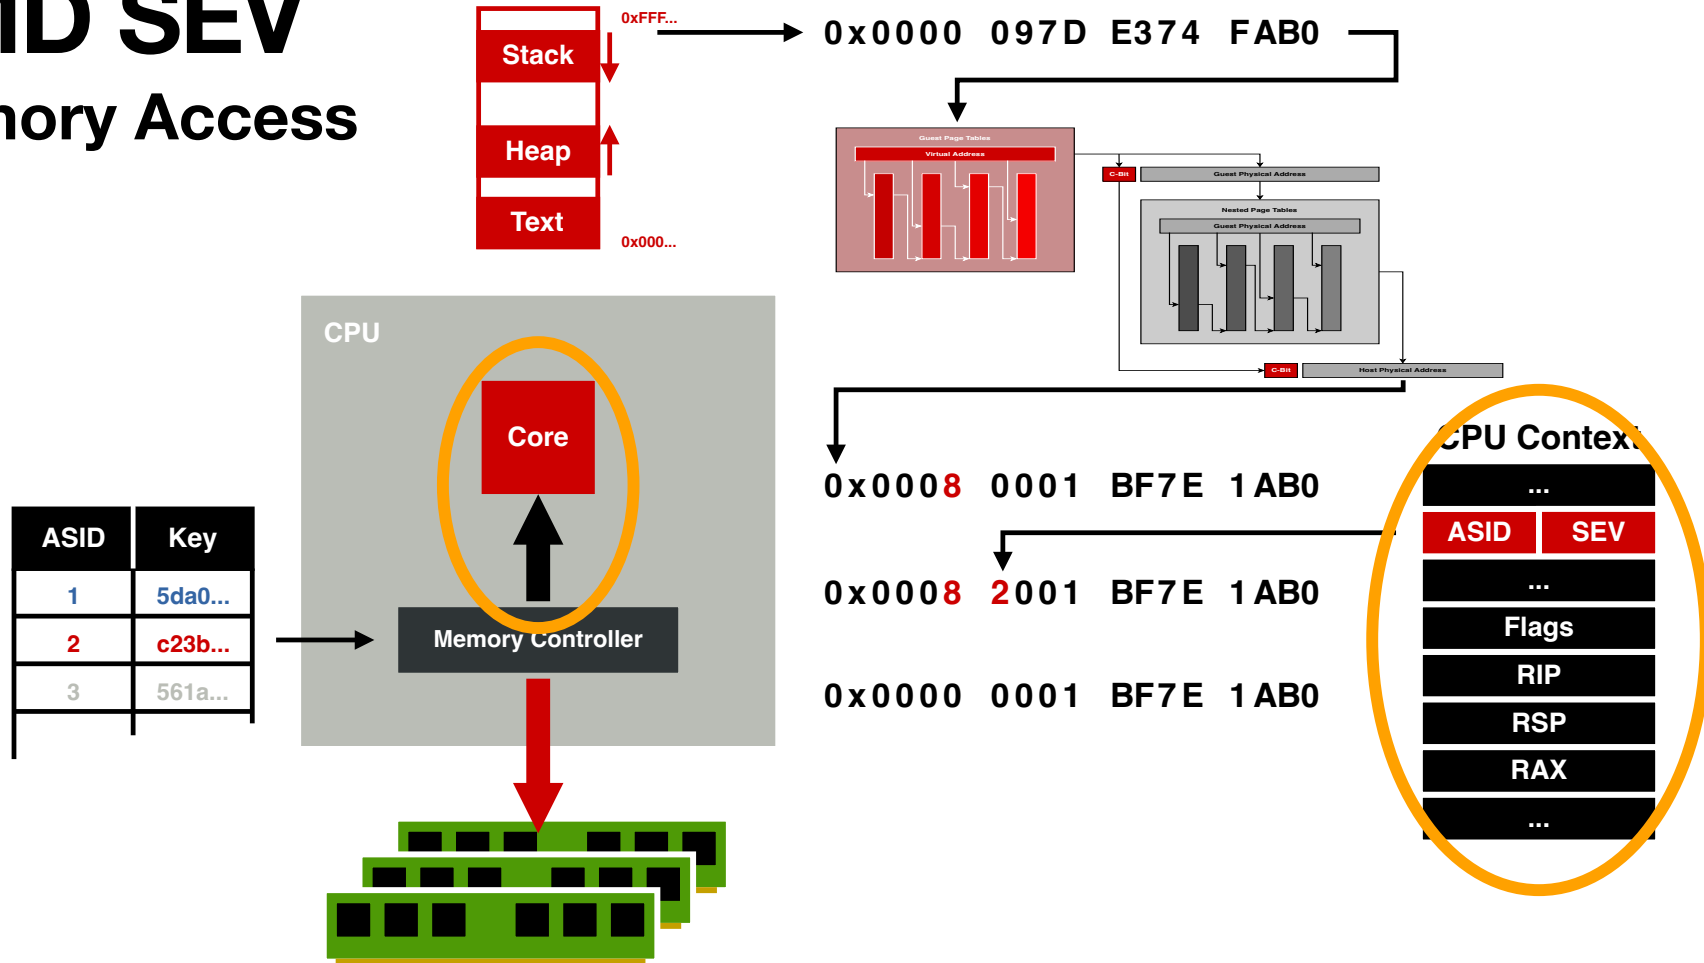 SEV
Memory Access
0xFFF...
Stack
Heap
Text
0x000...
0x0000 097D E374 FAB0
Guest Page Tables
Virtual Address
C-Bit
Guest Physical Address
Nested Page Tables
Guest Physical Address
C-Bit
Host Physical Address
CPU
Core
Memory Controller
ASID Key
1 5da0...
2 c23b...
3 561a...
0x0008 0001 BF7E 1AB0
0x0008 2001 BF7E 1AB0
0x0000 0001 BF7E 1AB0
CPU Context
...
ASID SEV
...
Flags
RIP
RSP
RAX
...